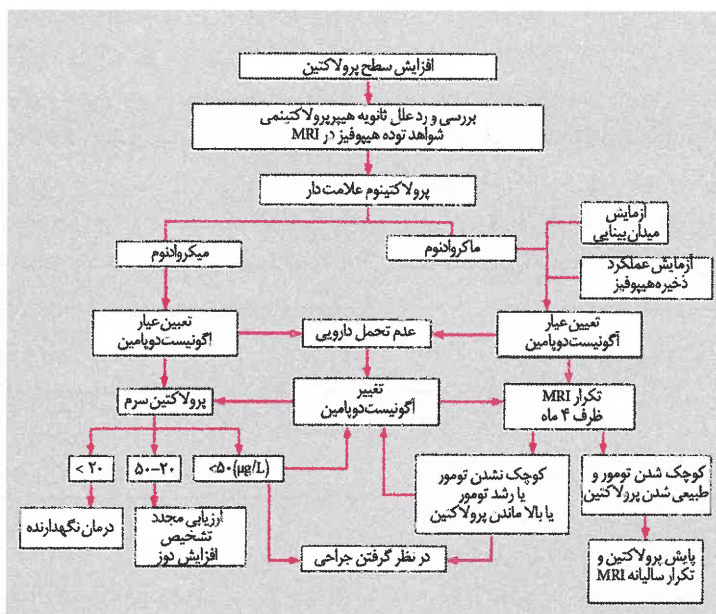 افزایش سطح پرولاکتین
بررسی و رد علل ثانویه هیپرپرولاکتینمی
شواهد توده هیپوفیز در MRI
پرولاکتینوم علامت‌دار
میکروادنوم
ماکروادنوم
آزمایش
میدان بینایی
آزمایش عملکرد
ذخیره هیپوفیز
تعیین عیار
آگونیست دوپامین
عدم تحمل دارویی
تعیین عیار
آگونیست دوپامین
پرولاکتین سرم
تغییر
آگونیست دوپامین
تکرار MRI
ظرف ۴ ماه
< ۲۰
۵۰–۲۰
<۵۰ (µg/L)
کوچک نشدن تومور
یا رشد تومور
یا بالا ماندن پرولاکتین
کوچک شدن تومور و
طبیعی شدن پرولاکتین
درمان نگهدارنده
ارزیابی مجدد
تشخیص
افزایش دوز
در نظر گرفتن جراحی
پایش پرولاکتین و
تکرار سالیانه MRI